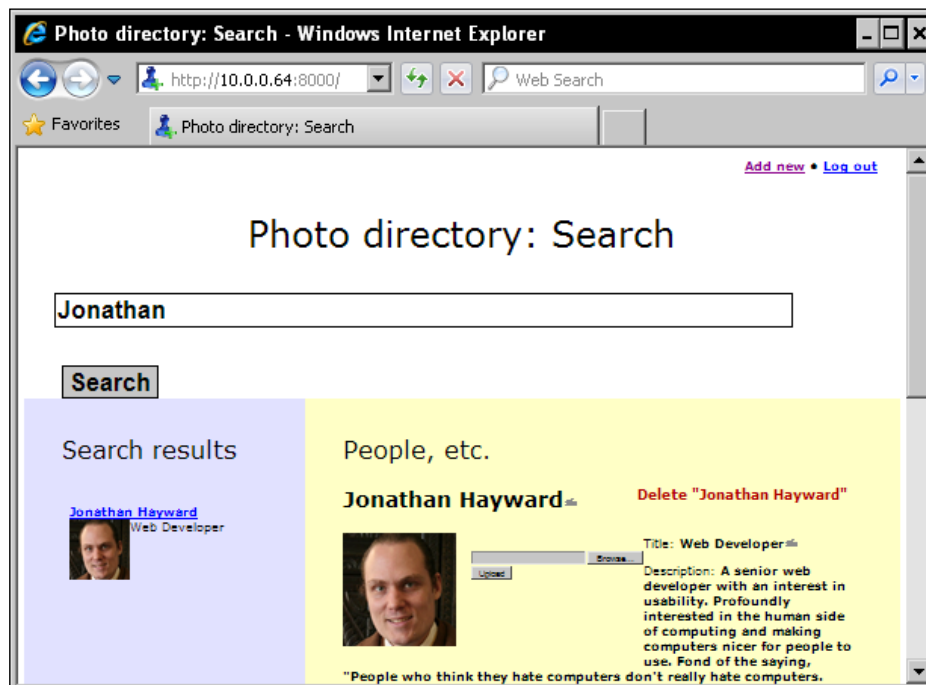 Photo directory: Search - Windows Internet Explorer
http://10.0.0.64:8000/
Web Search
Favorites
Photo directory: Search
Add new • Log out
Photo directory: Search
Jonathan
Search
Search results
Jonathan Hayward
Web Developer
People, etc.
Jonathan Hayward
Delete "Jonathan Hayward"
Browse...
Upload
Title: Web Developer
Description: A senior web
developer with an interest in
usability. Profoundly
interested in the human side
of computing and making
computers nicer for people to
use. Fond of the saying,
"People who think they hate computers don't really hate computers.